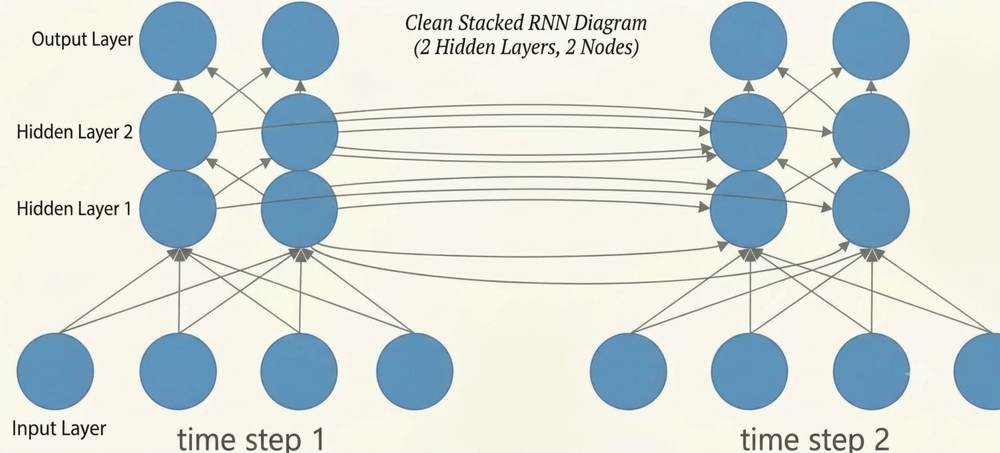 Output Layer
Clean Stacked RNN Diagram
(2 Hidden Layers, 2 Nodes)
Hidden Layer 2
Hidden Layer 1
Input Layer
time step 1
time step 2